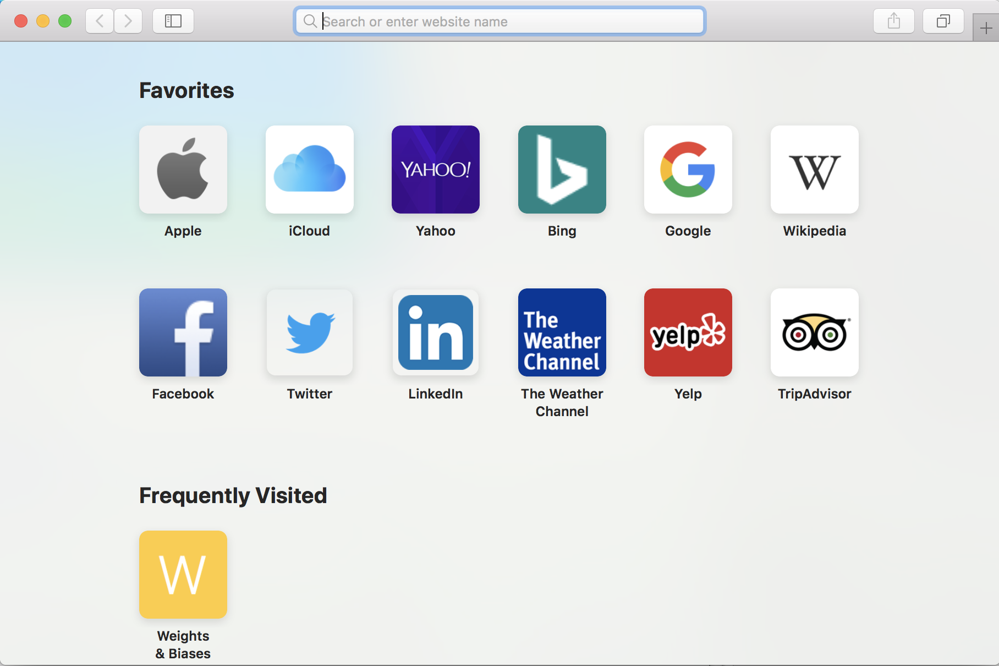 Search or enter website name
Favorites
YAHOO!
W
Apple
iCloud
Yahoo
Bing
Google
Wikipedia
f
in
The
Weather
Channel
yelp
Facebook
Twitter
LinkedIn
The Weather
Channel
Yelp
TripAdvisor
Frequently Visited
W
Weights
& Biases